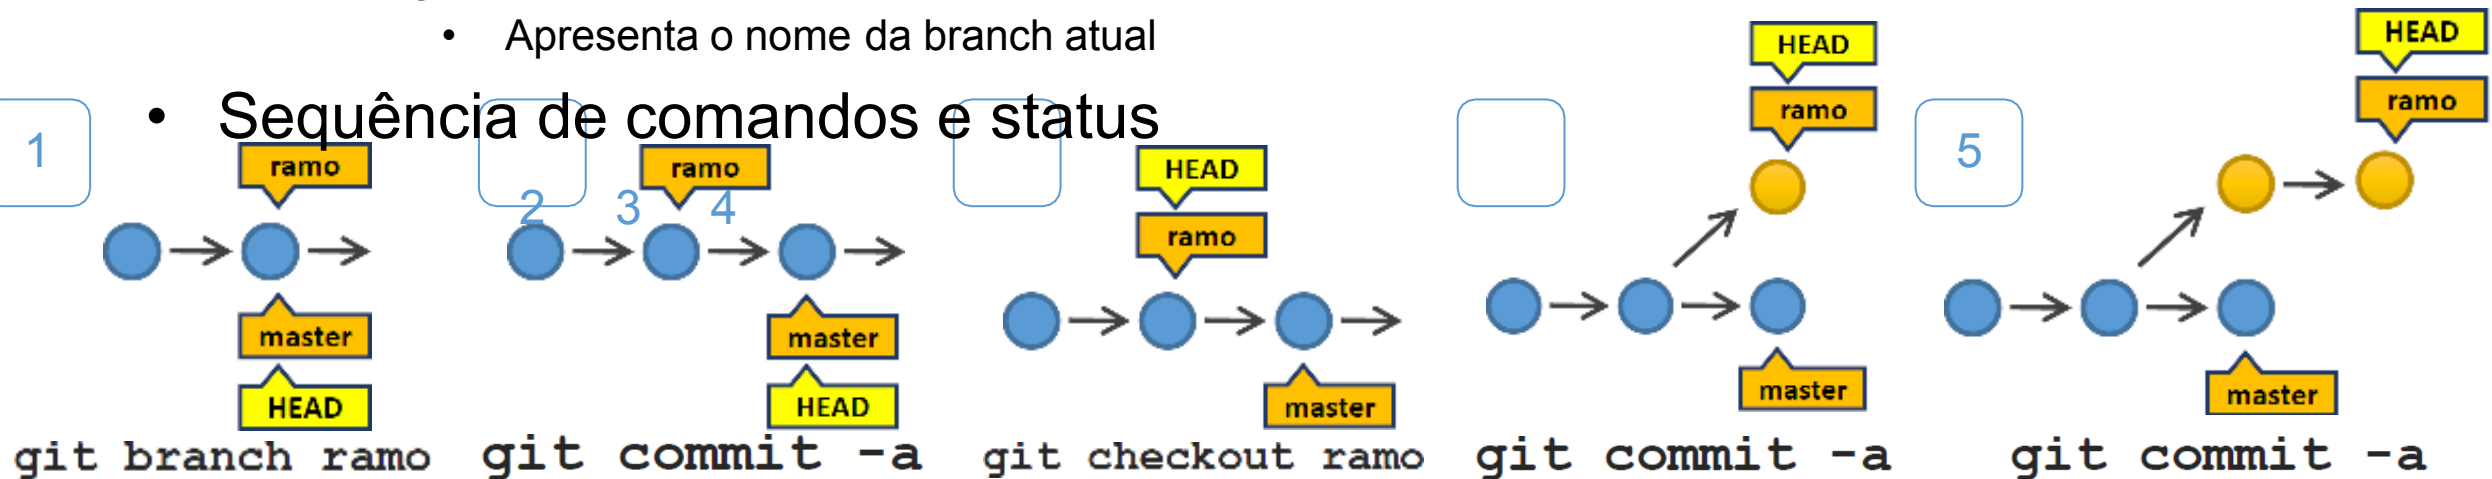 • Apresenta o nome da branch atual
• Sequência de comandos e status
1
2 3 4
5
ramo
master
HEAD
git branch ramo
ramo
master
HEAD
git commit -a
HEAD
ramo
master
git checkout ramo
HEAD
ramo
master
git commit -a
HEAD
ramo
master
git commit -a